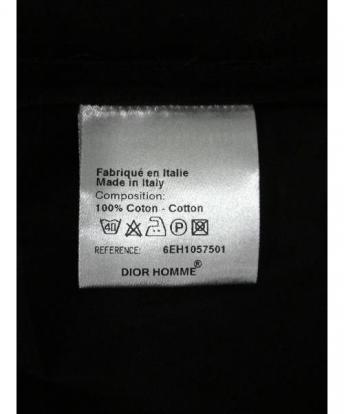 Fabriqué en Italie
Made in Italy
Composition:
100% Coton - Cotton
40 P
REFERENCE: 6EH1057501
DIOR HOMME®